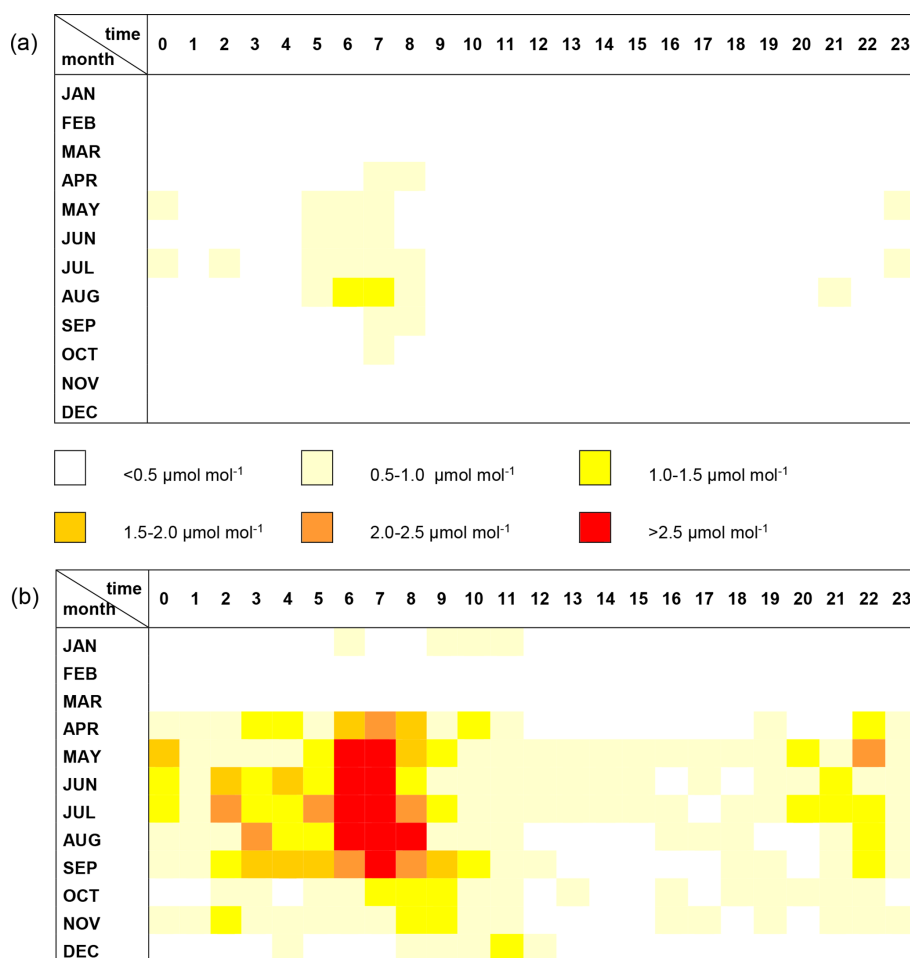 (a)
time
month
0 1 2 3 4 5 6 7 8 9 10 11 12 13 14 15 16 17 18 19 20 21 22 23
JAN
FEB
MAR
APR
MAY
JUN
JUL
AUG
SEP
OCT
NOV
DEC
<0.5 µmol mol⁻¹ 0.5-1.0 µmol mol⁻¹ 1.0-1.5 µmol mol⁻¹
1.5-2.0 µmol mol⁻¹ 2.0-2.5 µmol mol⁻¹ >2.5 µmol mol⁻¹
(b)
time
month
0 1 2 3 4 5 6 7 8 9 10 11 12 13 14 15 16 17 18 19 20 21 22 23
JAN
FEB
MAR
APR
MAY
JUN
JUL
AUG
SEP
OCT
NOV
DEC